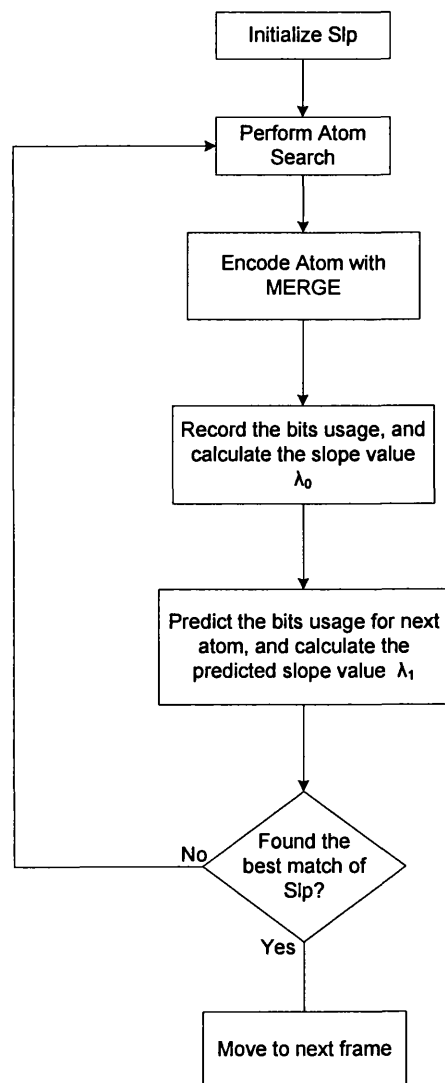 Initialize Slp
Perform Atom
Search
Encode Atom with
MERGE
Record the bits usage, and
calculate the slope value
λ₀
Predict the bits usage for next
atom, and calculate the
predicted slope value λ₁
Found the
best match of
Slp?
No
Yes
Move to next frame